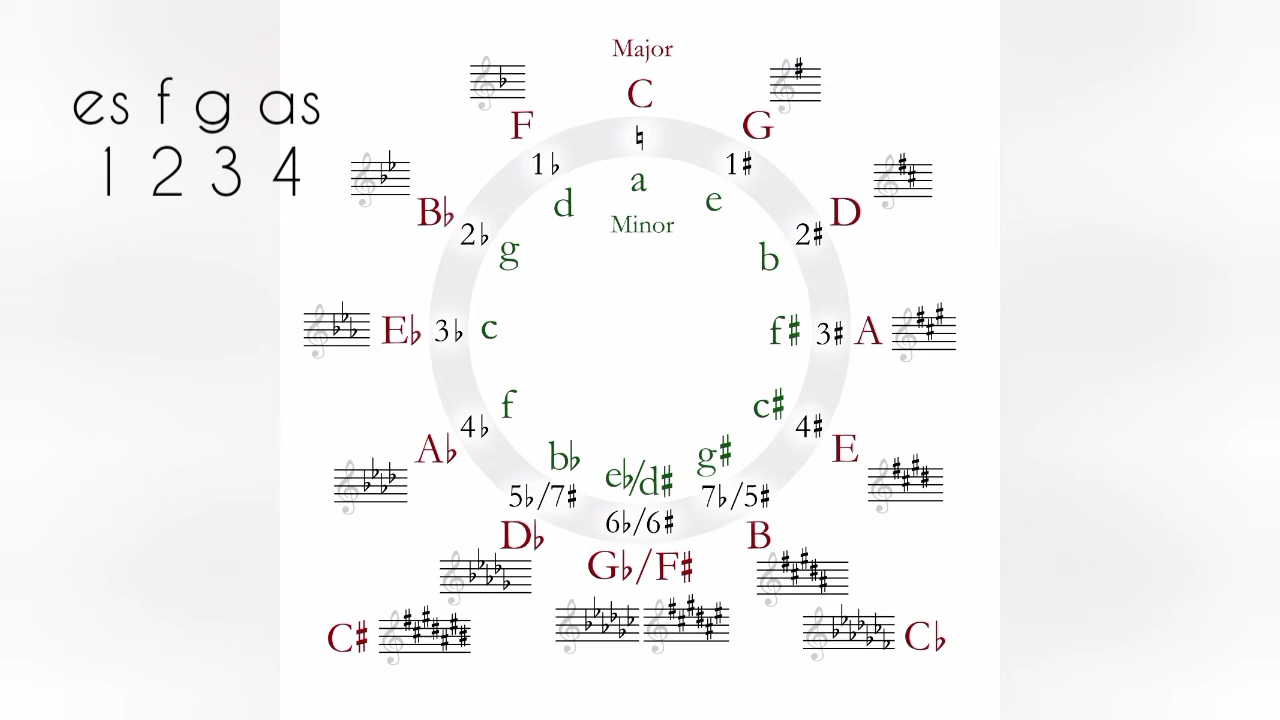 es f g as
1 2 3 4
Major
C
F
G
♮
1♭
1♯
a
d
e
Minor
B♭
D
2♭
2♯
g
b
E♭
3♭
c
f♯
3♯
A
f
c♯
4♭
4♯
A♭
E
b♭
g♯
e♭/d♯
5♭/7♯
7♭/5♯
6♭/6♯
D♭
B
G♭/F♯
C♯
C♭